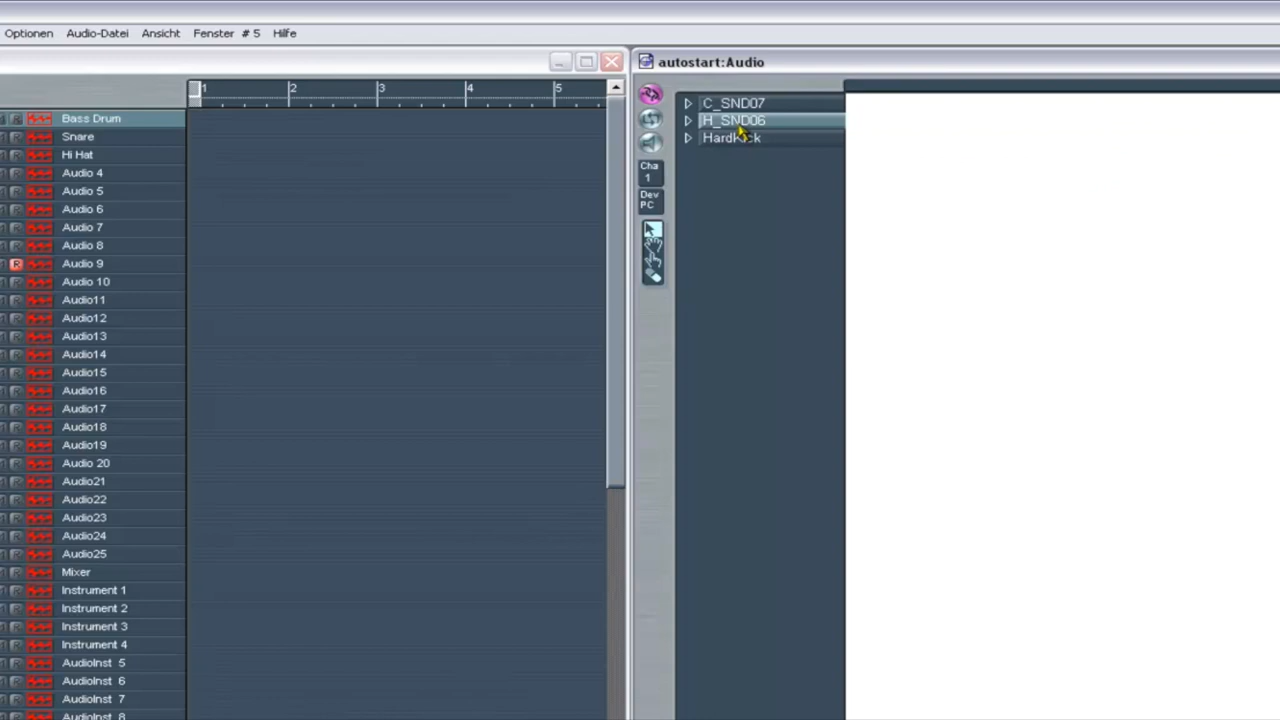 Optionen Audio-Datei Ansicht Fenster # 5 Hilfe
1 2 3 4 5
Bass Drum
Snare
Hi Hat
Audio 4
Audio 5
Audio 6
Audio 7
Audio 8
R Audio 9
Audio 10
Audio11
Audio12
Audio13
Audio14
Audio15
Audio16
Audio17
Audio18
Audio19
Audio 20
Audio21
Audio22
Audio23
Audio24
Audio25
Mixer
Instrument 1
Instrument 2
Instrument 3
Instrument 4
AudioInst 5
AudioInst 6
AudioInst 7
AudioInst 8
autostart:Audio
Cha
1
Dev
PC
C_SND07
H_SND06
HardKick